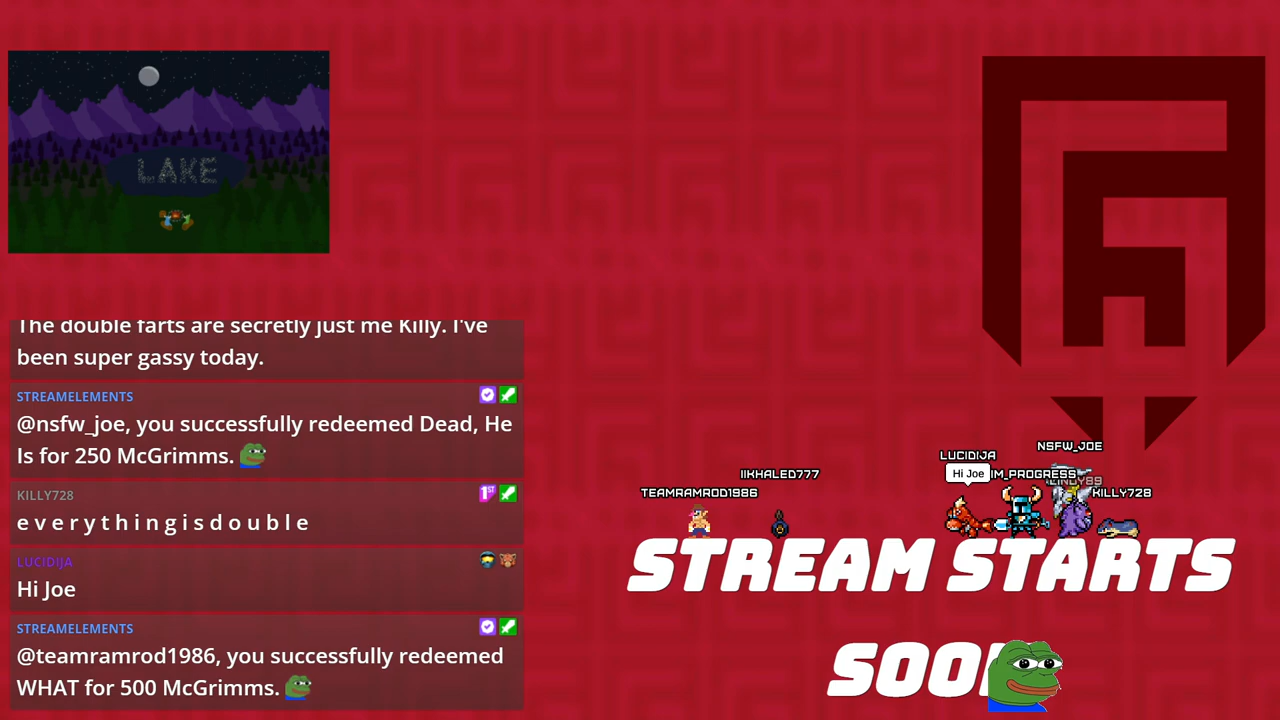 LAKE
The double farts are secretly just me Killy. I've
been super gassy today.
STREAMELEMENTS
@nsfw_joe, you successfully redeemed Dead, He
Is for 250 McGrimms.
KILLY728
e v e r y t h i n g i s d o u b l e
LUCIDIJA
Hi Joe
STREAMELEMENTS
@teamramrod1986, you successfully redeemed
WHAT for 500 McGrimms.
NSFW_JOE
LUCIDIJA
Hi Joe
IM_PROGRESS
IIKHALED777
TEAMRAMROD1986
KILLY728
STREAM STARTS
SOO